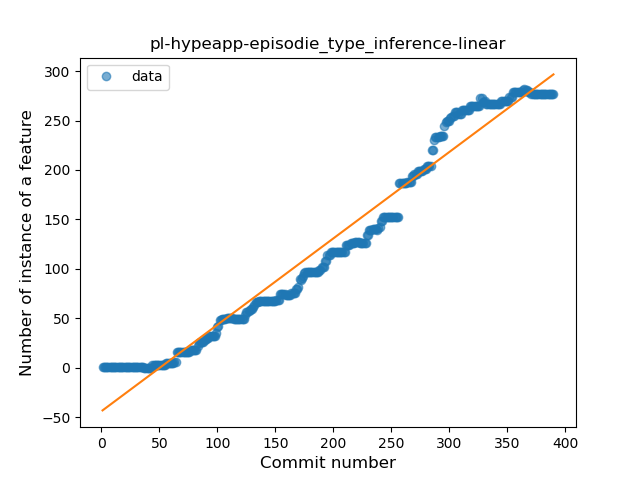 pl-hypeapp-episodie_type_inference-linear
data
Number of instance of a feature
300
250
200
150
100
50
0
−50
0 50 100 150 200 250 300 350 400
Commit number